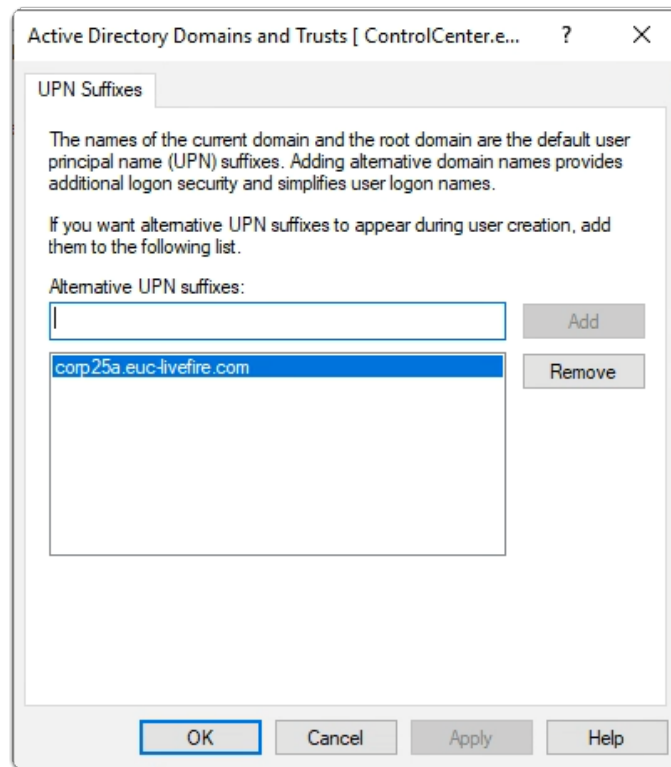 Active Directory Domains and Trusts [ ControlCenter.e... ?
UPN Suffixes
The names of the current domain and the root domain are the default user
principal name (UPN) suffixes. Adding alternative domain names provides
additional logon security and simplifies user logon names.
If you want alternative UPN suffixes to appear during user creation, add
them to the following list.
Alternative UPN suffixes:
Add
corp25a.euc-livefire.com
Remove
OK Cancel Apply Help